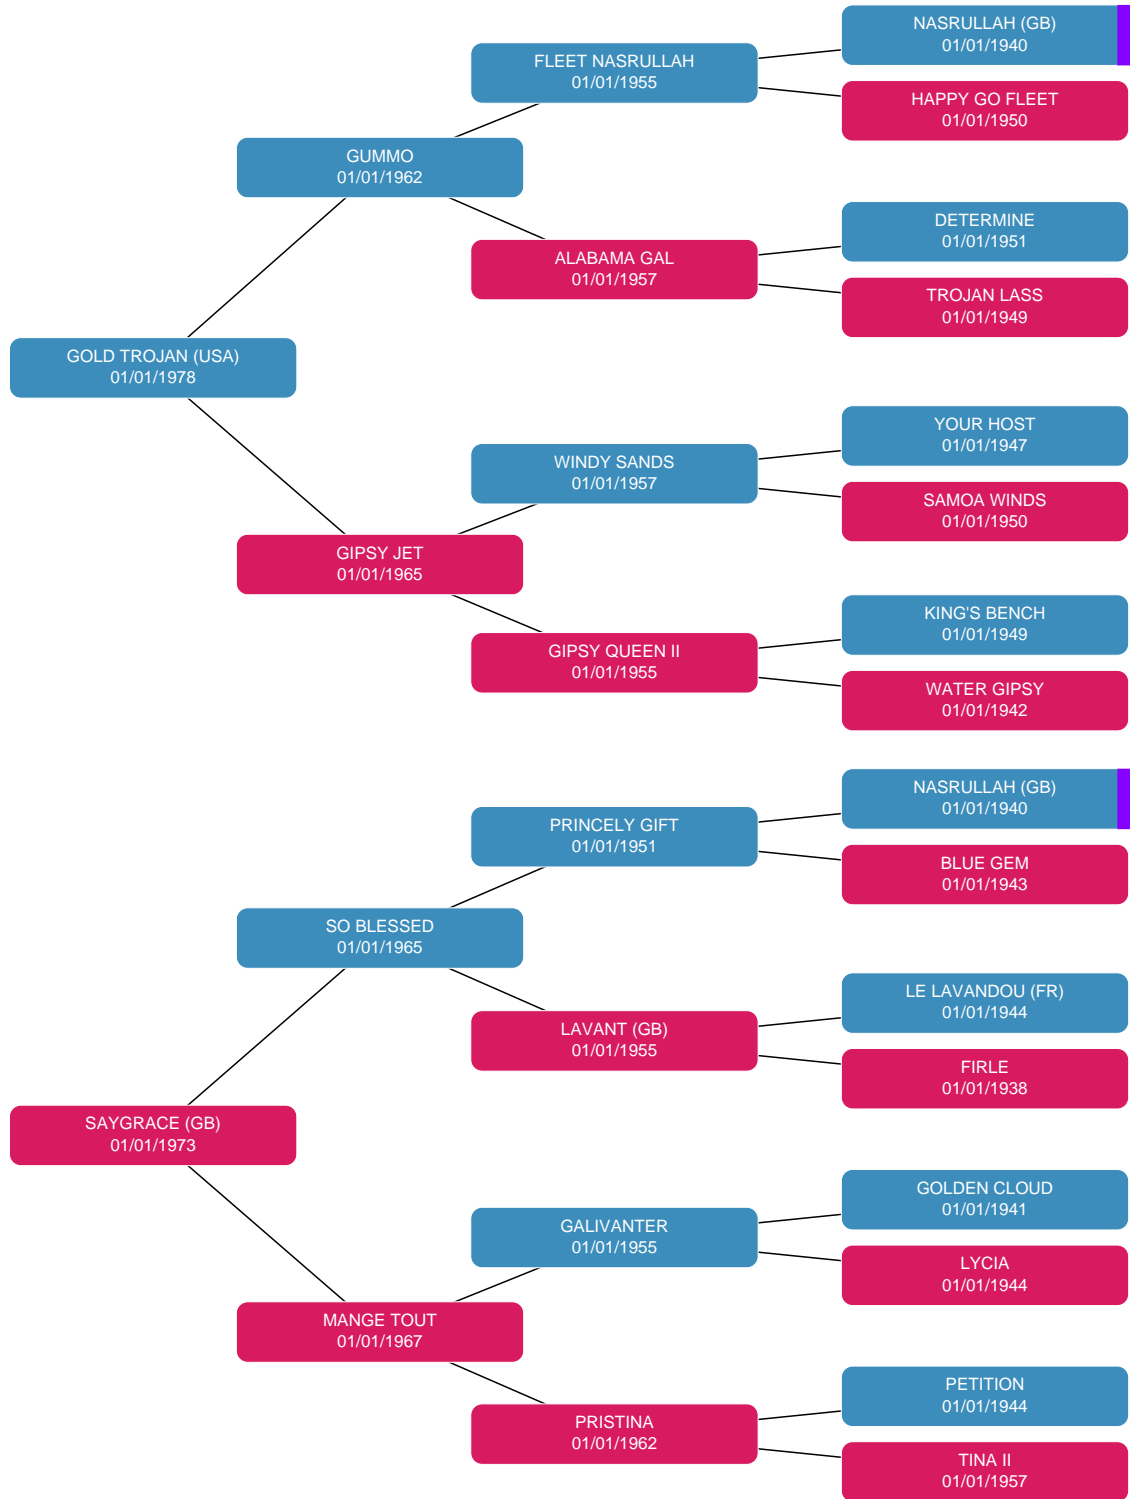 NASRULLAH (GB)
01/01/1940
FLEET NASRULLAH
01/01/1955
HAPPY GO FLEET
01/01/1950
GUMMO
01/01/1962
DETERMINE
01/01/1951
ALABAMA GAL
01/01/1957
TROJAN LASS
01/01/1949
GOLD TROJAN (USA)
01/01/1978
YOUR HOST
01/01/1947
WINDY SANDS
01/01/1957
SAMOA WINDS
01/01/1950
GIPSY JET
01/01/1965
KING'S BENCH
01/01/1949
GIPSY QUEEN II
01/01/1955
WATER GIPSY
01/01/1942
NASRULLAH (GB)
01/01/1940
PRINCELY GIFT
01/01/1951
BLUE GEM
01/01/1943
SO BLESSED
01/01/1965
LE LAVANDOU (FR)
01/01/1944
LAVANT (GB)
01/01/1955
FIRLE
01/01/1938
SAYGRACE (GB)
01/01/1973
GOLDEN CLOUD
01/01/1941
GALIVANTER
01/01/1955
LYCIA
01/01/1944
MANGE TOUT
01/01/1967
PETITION
01/01/1944
PRISTINA
01/01/1962
TINA II
01/01/1957